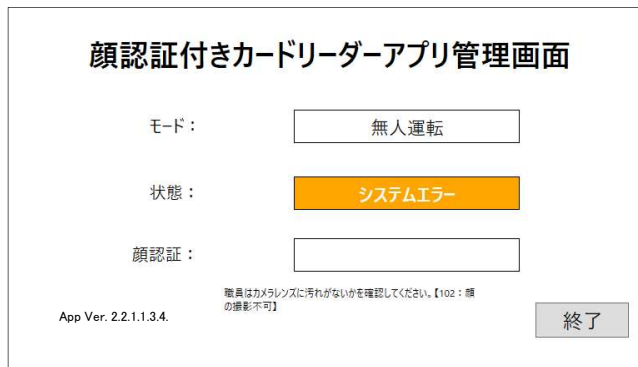 顔認証付きカードリーダーアプリ管理画面
モード：
無人運転
状態：
システムエラー
顔認証：
職員はカメラレンズに汚れがないかを確認してください。【102：顔
の撮影不可】
App Ver. 2.2.1.1.3.4.
終了